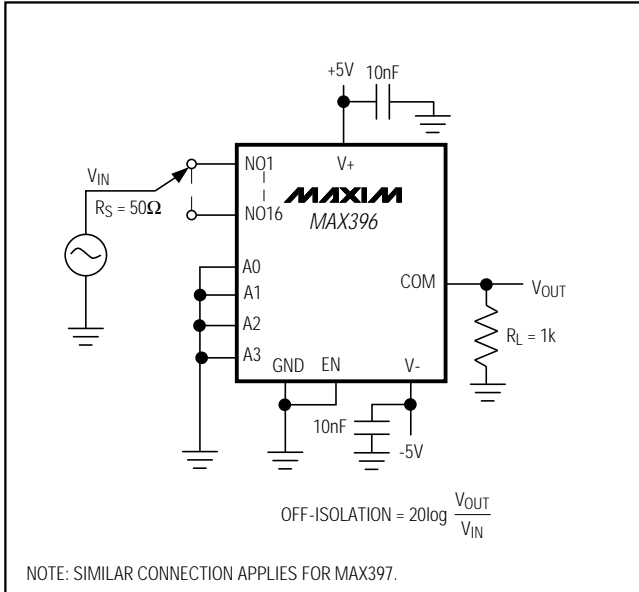 +5V 10nF
V+
NO1
VIN
RS = 50Ω
NO16
MAXIM
MAX396
A0
COM
VOUT
A1
A2
RL = 1k
A3
GND EN V-
10nF
-5V
OFF-ISOLATION = 20log VOUT
VIN
NOTE: SIMILAR CONNECTION APPLIES FOR MAX397.